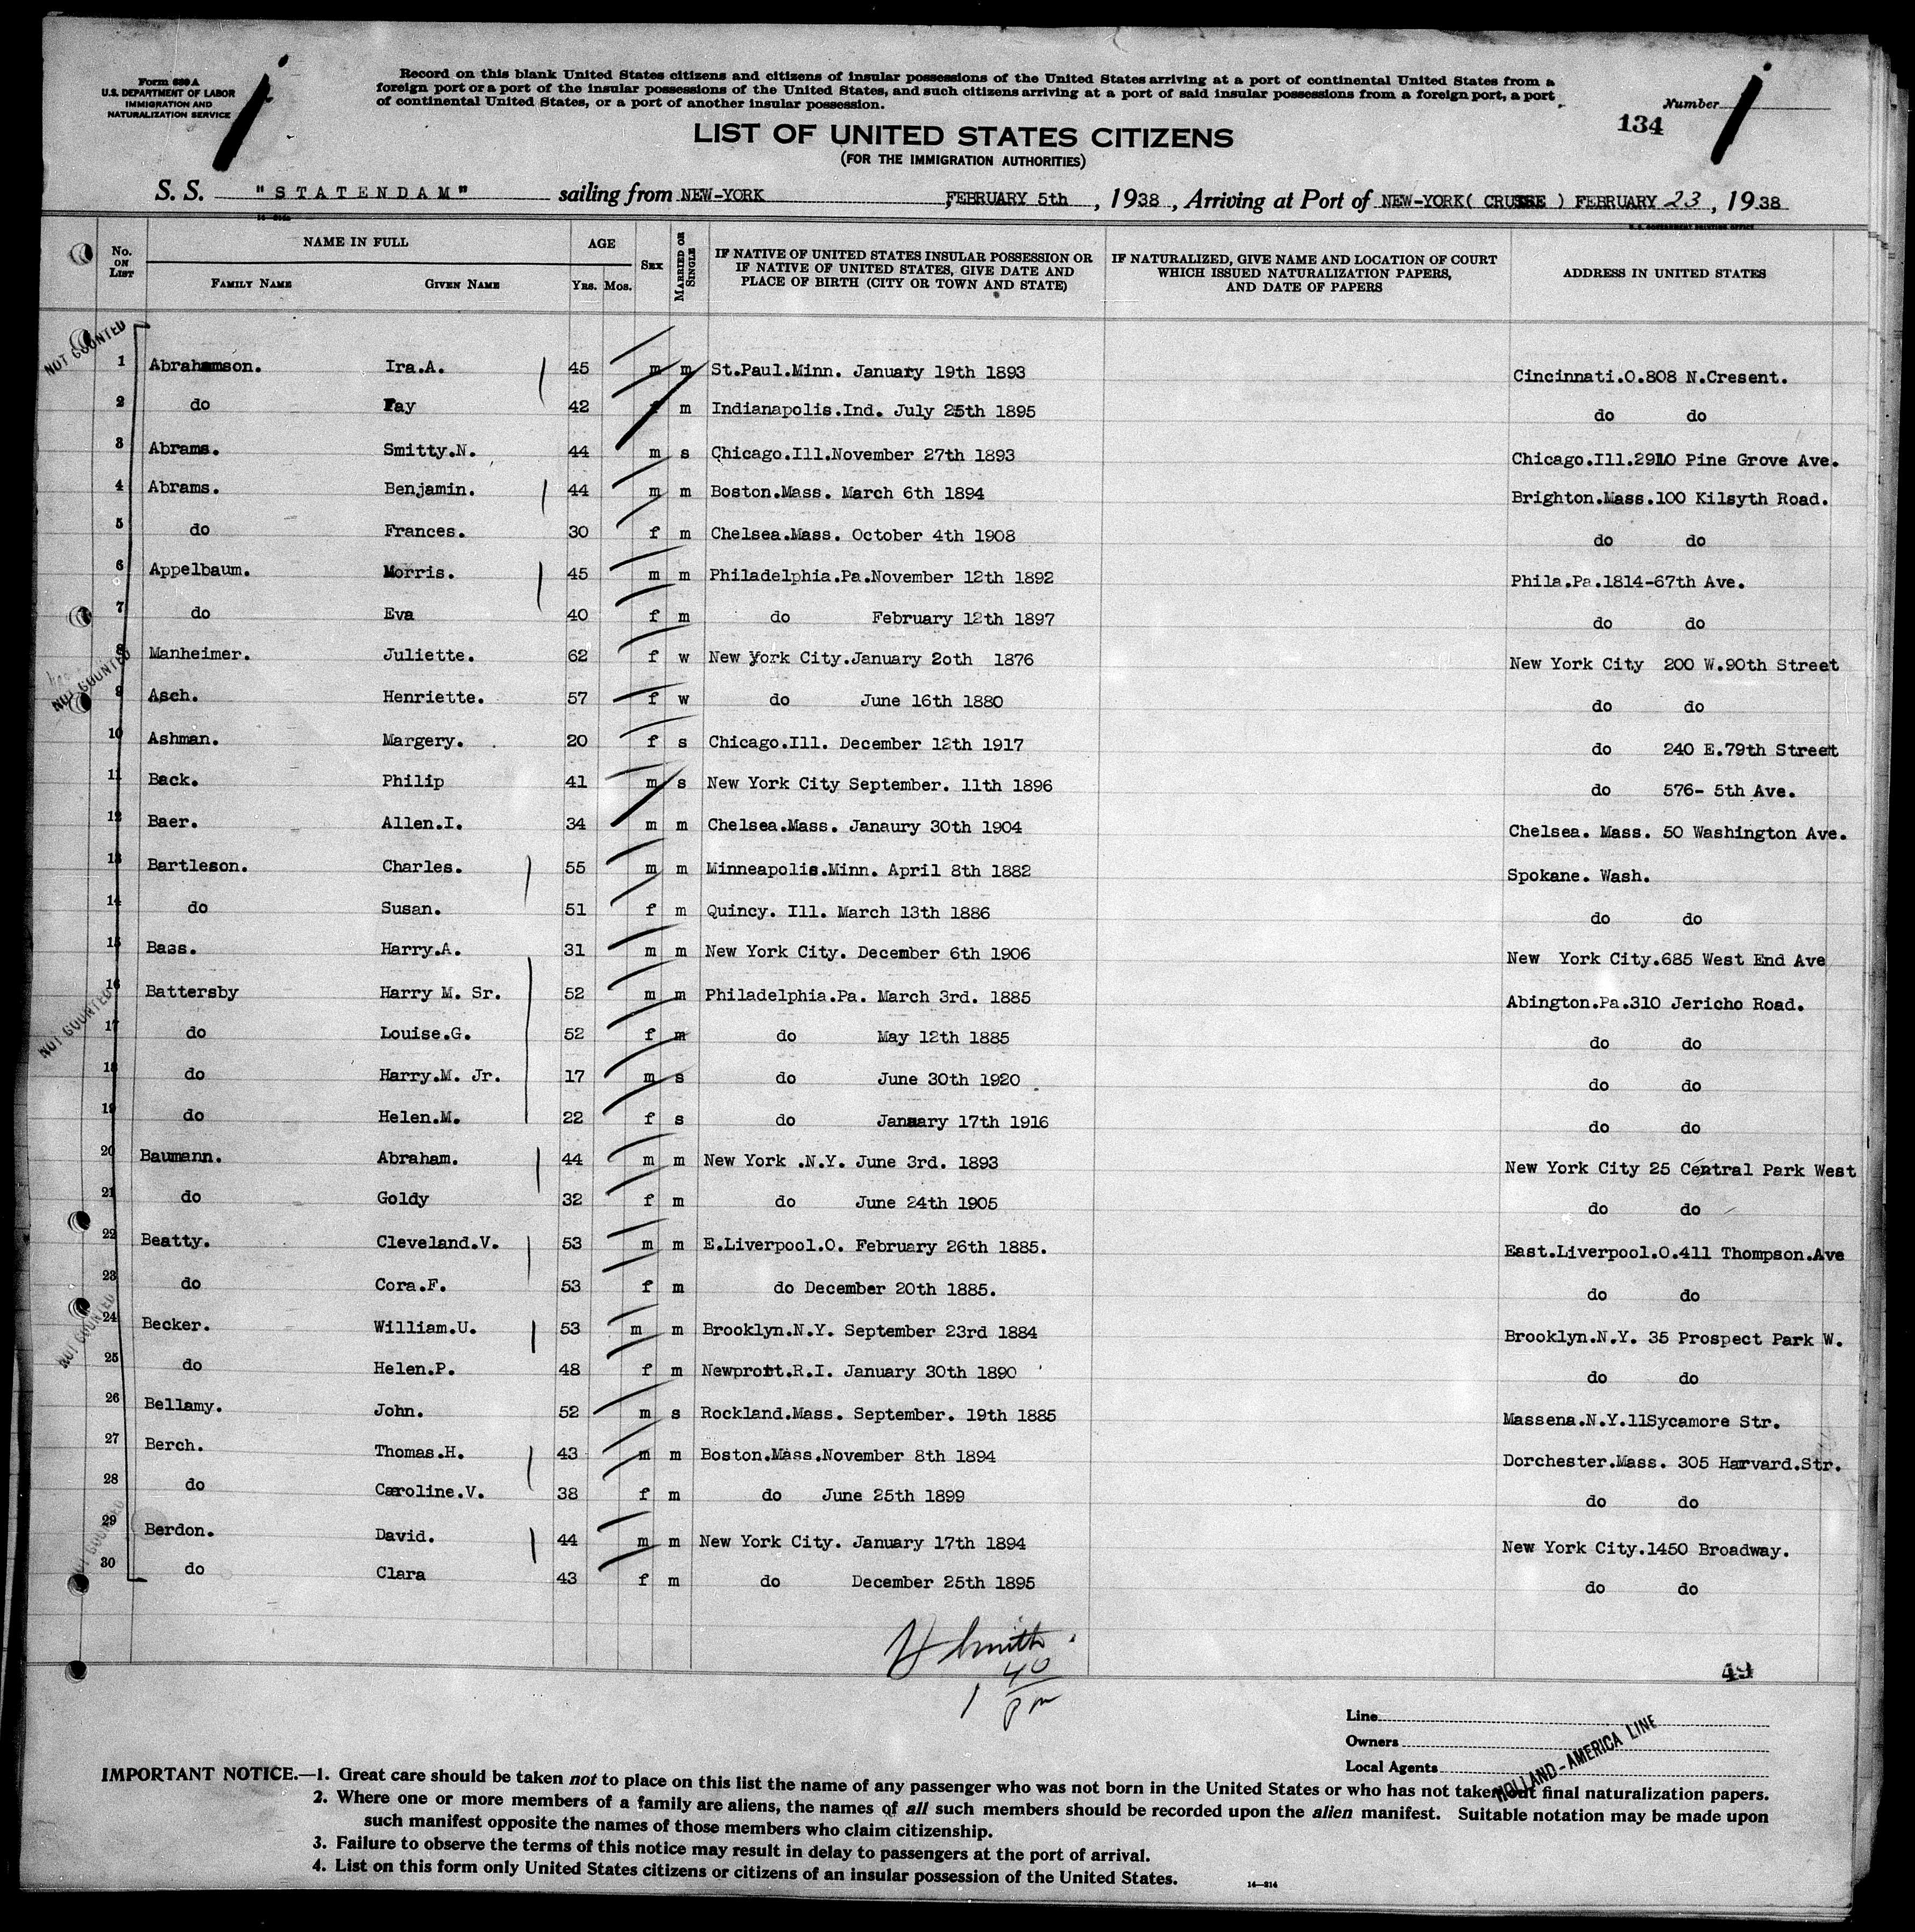 Form 630 A
U.S. DEPARTMENT OF LABOR
IMMIGRATION AND
NATURALIZATION SERVICE
1
Record on this blank United States citizens and citizens of insular possessions of the United States arriving at a port of continental United States from a
foreign port or a port of the insular possessions of the United States, and such citizens arriving at a port of said insular possessions from a foreign port, a port
of continental United States, or a port of another insular possession.
Number 1
134
LIST OF UNITED STATES CITIZENS
(FOR THE IMMIGRATION AUTHORITIES)
S. S. "STATENDAM" sailing from NEW-YORK FEBRUARY 5th, 1938, Arriving at Port of NEW-YORK( CRUSSE ) FEBRUARY 23, 1938
U.S. GOVERNMENT PRINTING OFFICE
No. ON LIST NAME IN FULL FAMILY NAME GIVEN NAME AGE YRS. MOS. SEX MARRIED OR SINGLE IF NATIVE OF UNITED STATES INSULAR POSSESSION OR IF NATIVE OF UNITED STATES, GIVE DATE AND PLACE OF BIRTH (CITY OR TOWN AND STATE) IF NATURALIZED, GIVE NAME AND LOCATION OF COURT WHICH ISSUED NATURALIZATION PAPERS, AND DATE OF PAPERS ADDRESS IN UNITED STATES
NOT COUNTED
1 Abrahamson. Ira.A. 45 m m St.Paul.Minn. January 19th 1893 Cincinnati.O.808 N.Cresent.
2 do Fay 42 f m Indianapolis.Ind. July 25th 1895 do do
3 Abrams. Smitty.N. 44 m s Chicago.Ill.November 27th 1893 Chicago.Ill.2910 Pine Grove Ave.
4 Abrams. Benjamin. 44 m m Boston.Mass. March 6th 1894 Brighton.Mass.100 Kilsyth Road.
5 do Frances. 30 f m Chelsea.Mass. October 4th 1908 do do
6 Appelbaum. Morris. 45 m m Philadelphia.Pa.November 12th 1892 Phila.Pa.1814-67th Ave.
7 do Eva 40 f m do February 12th 1897 do do
NOT COUNTED
8 Manheimer. Juliette. 62 f w New York City.January 2oth 1876 New York City 200 W.90th Street
9 Asch. Henriette. 57 f w do June 16th 1880 do do
10 Ashman. Margery. 20 f s Chicago.Ill. December 12th 1917 do 240 E.79th Street
11 Back. Philip 41 m s New York City September. 11th 1896 do 576- 5th Ave.
12 Baer. Allen.I. 34 m m Chelsea.Mass. Janaury 30th 1904 Chelsea. Mass. 50 Washington Ave.
13 Bartleson. Charles. 55 m m Minneapolis.Minn. April 8th 1882 Spokane. Wash.
14 do Susan. 51 f m Quincy. Ill. March 13th 1886 do do
15 Bass. Harry.A. 31 m m New York City. December 6th 1906 New York City.685 West End Ave
NOT COUNTED
16 Battersby Harry M. Sr. 52 m m Philadelphia.Pa. March 3rd. 1885 Abington.Pa.310 Jericho Road.
17 do Louise.G. 52 f m do May 12th 1885 do do
18 do Harry.M. Jr. 17 m s do June 30th 1920 do do
19 do Helen.M. 22 f s do January 17th 1916 do do
20 Baumann. Abraham. 44 m m New York .N.Y. June 3rd. 1893 New York City 25 Central Park West
21 do Goldy 32 f m do June 24th 1905 do do
22 Beatty. Cleveland.V. 53 m m E.Liverpool.O. February 26th 1885. East.Liverpool.O.411 Thompson.Ave
23 do Cora.F. 53 f m do December 20th 1885. do do
NOT COUNTED
24 Becker. William.U. 53 m m Brooklyn.N.Y. September 23rd 1884 Brooklyn.N.Y. 35 Prospect Park W.
25 do Helen.P. 48 f m Newprott.R.I. January 30th 1890 do do
26 Bellamy. John. 52 m s Rockland.Mass. September. 19th 1885 Massena.N.Y.11Sycamore Str.
27 Berch. Thomas.H. 43 m m Boston.Mass.November 8th 1894 Dorchester.Mass. 305 Harvard.Str.
28 do Caroline.V. 38 f m do June 25th 1899 do do
NOT COUNTED
29 Berdon. David. 44 m m New York City. January 17th 1894 New York City.1450 Broadway.
30 do Clara 43 f m do December 25th 1895 do do
H Smith.
1 40
pm
49
Line
Owners
Local Agents
HOLLAND-AMERICA LINE
IMPORTANT NOTICE.—1. Great care should be taken not to place on this list the name of any passenger who was not born in the United States or who has not taken out final naturalization papers.
2. Where one or more members of a family are aliens, the names of all such members should be recorded upon the alien manifest. Suitable notation may be made upon
such manifest opposite the names of those members who claim citizenship.
3. Failure to observe the terms of this notice may result in delay to passengers at the port of arrival.
4. List on this form only United States citizens or citizens of an insular possession of the United States.
14—214